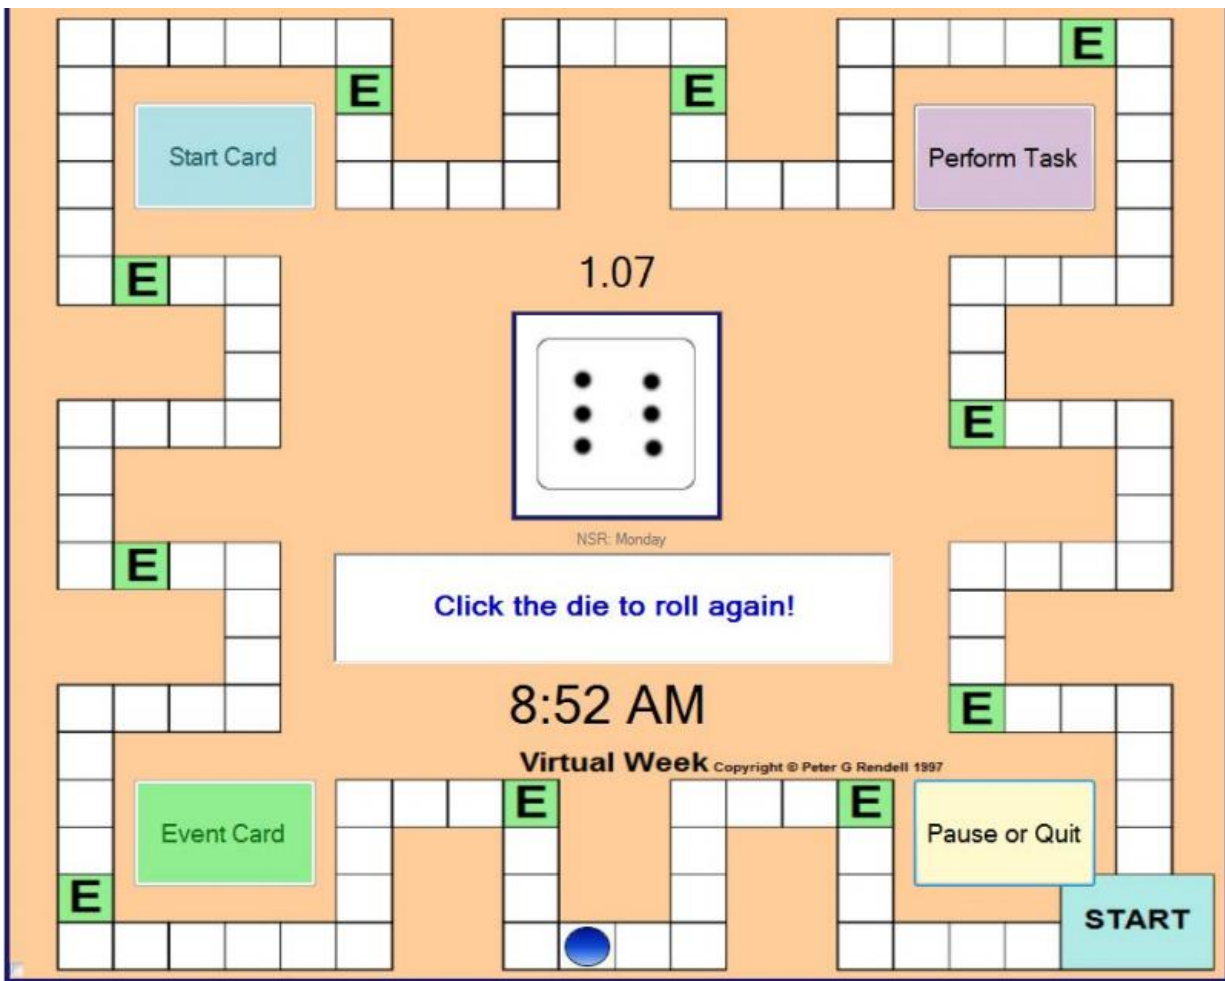 E
E
E
Start Card
Perform Task
1.07
E
E
NSR: Monday
E
Click the die to roll again!
8:52 AM
E
Virtual Week Copyright © Peter G Rendell 1997
E
E
Event Card
Pause or Quit
E
START